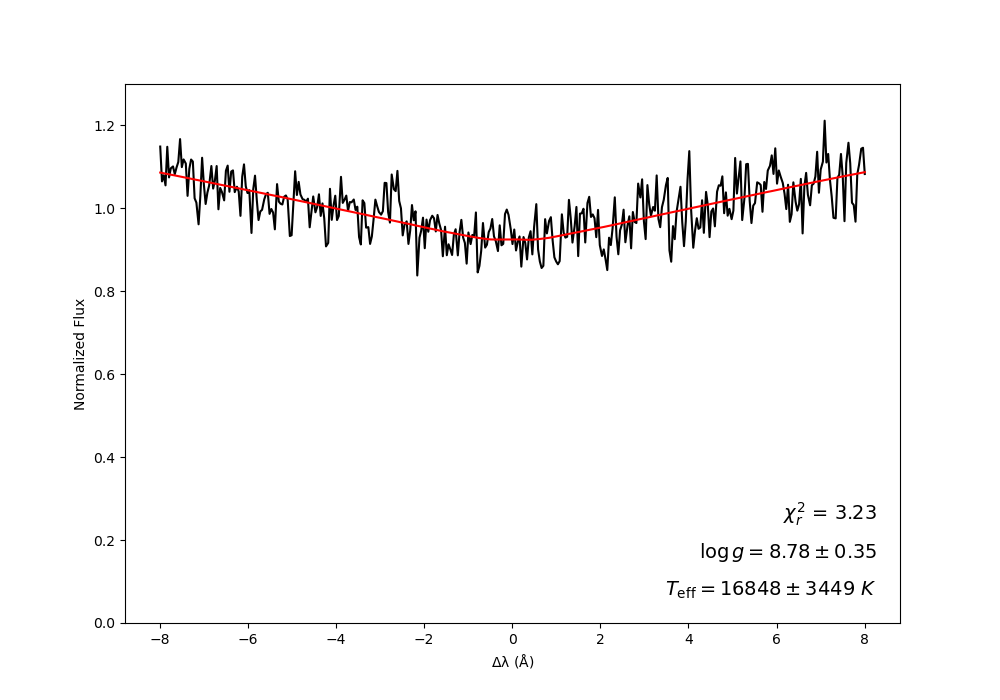 1.2
1.0
0.8
0.6
0.4
0.2
0.0
Normalized Flux
χ²ᵣ = 3.23
log g = 8.78 ± 0.35
T_eff = 16848 ± 3449 K
−8 −6 −4 −2 0 2 4 6 8
Δλ (Å)